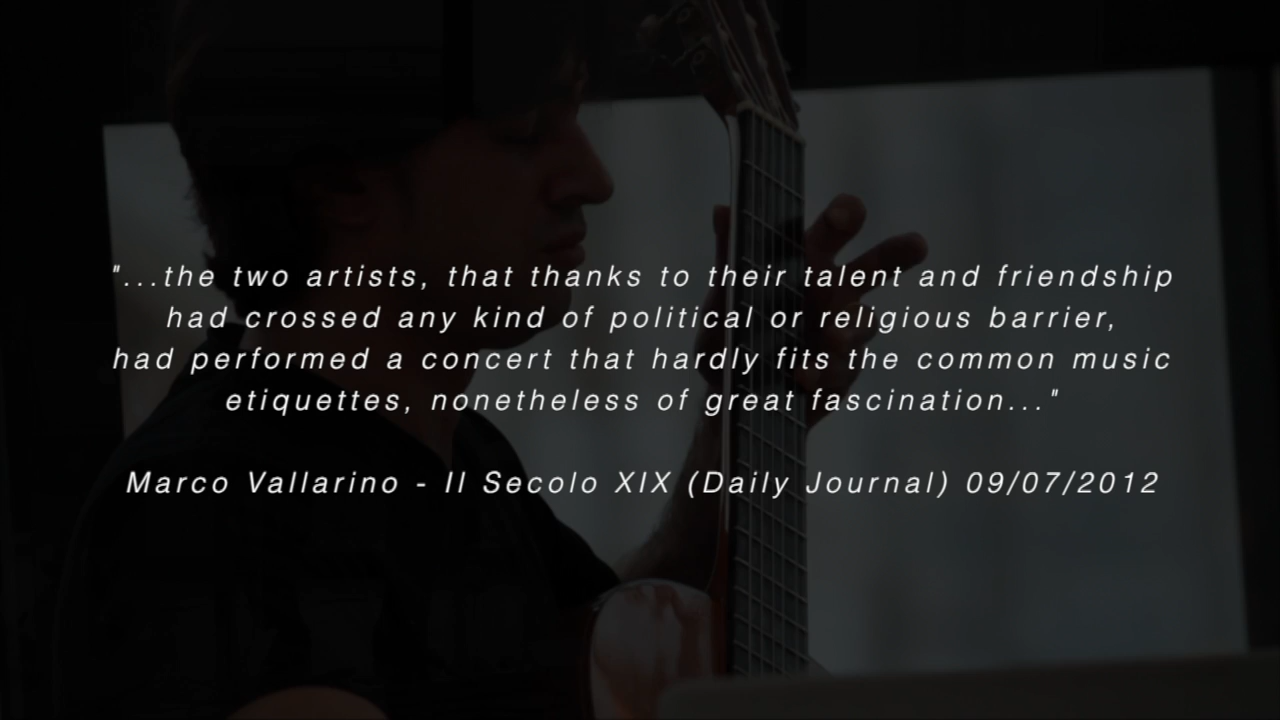 "...the two artists, that thanks to their talent and friendship
had crossed any kind of political or religious barrier,
had performed a concert that hardly fits the common music
etiquettes, nonetheless of great fascination..."
Marco Vallarino - Il Secolo XIX (Daily Journal) 09/07/2012